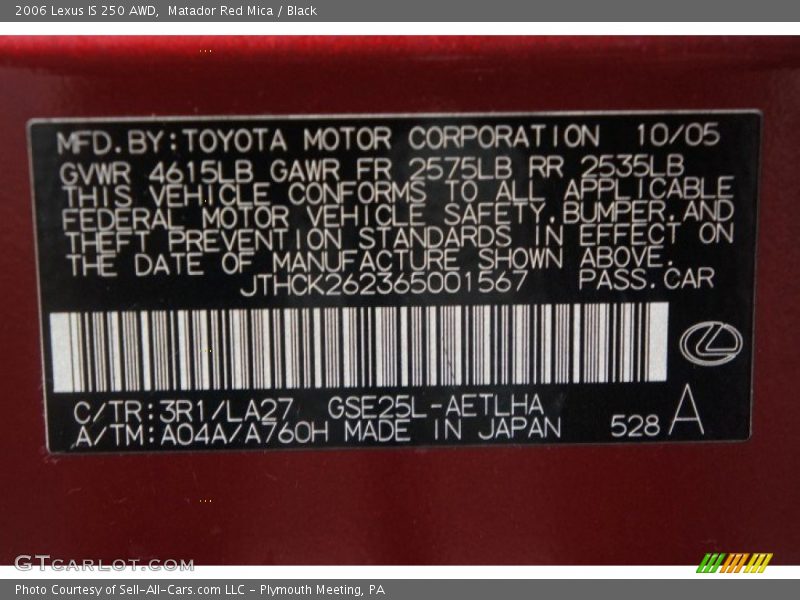 2006 Lexus IS 250 AWD,  Matador Red Mica / Black
MFD.BY:TOYOTA MOTOR CORPORATION 10/05
GVWR 4615LB GAWR FR 2575LB RR 2535LB
THIS VEHICLE CONFORMS TO ALL APPLICABLE
FEDERAL MOTOR VEHICLE SAFETY,BUMPER,AND
THEFT PREVENTION STANDARDS IN EFFECT ON
THE DATE OF MANUFACTURE SHOWN ABOVE.
JTHCK262365001567 PASS.CAR
C/TR:3R1/LA27 GSE25L-AETLHA
A/TM:A04A/A760H MADE IN JAPAN 528 A
GTCARLOT.COM
Photo Courtesy of Sell-All-Cars.com LLC - Plymouth Meeting, PA